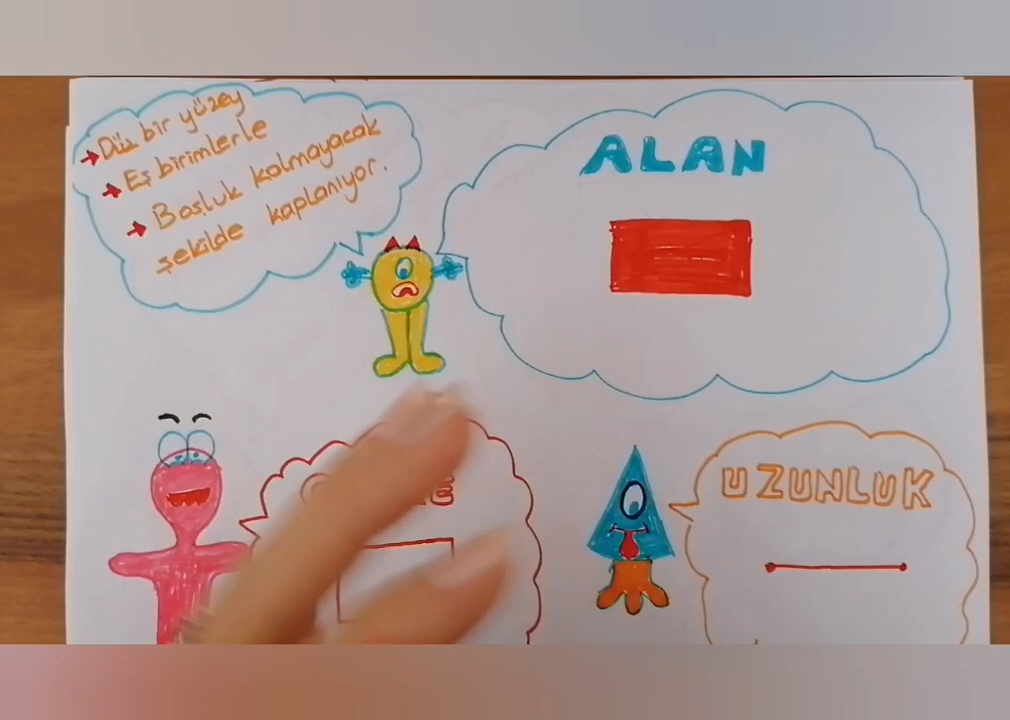 Düz bir yüzey
Eş birimlerle
Boşluk kalmayacak
şekilde kaplanıyor.
ALAN
UZUNLUK